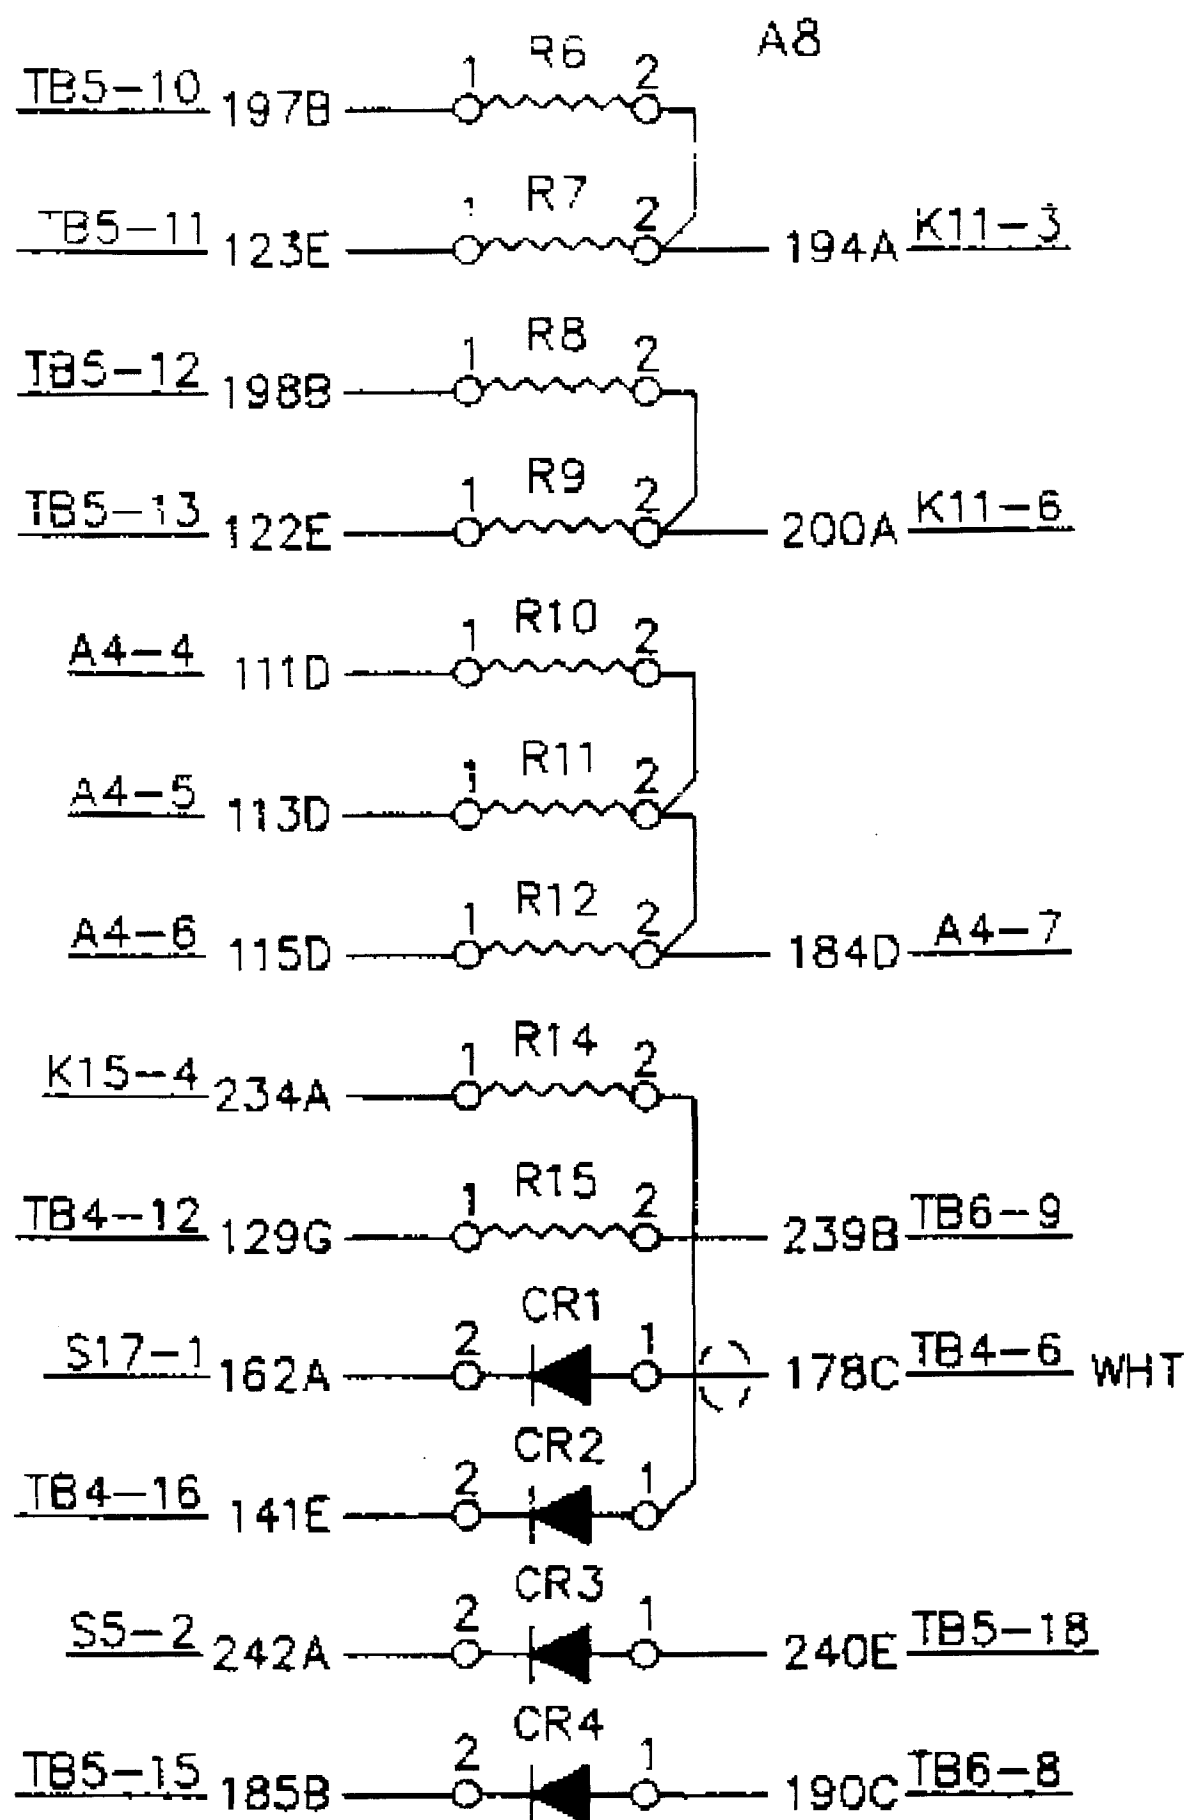 R6 A8
TB5-10 197B 1 2
R7
TB5-11 123E 1 2 194A K11-3
R8
TB5-12 198B 1 2
R9
TB5-13 122E 1 2 200A K11-6
R10
A4-4 111D 1 2
R11
A4-5 113D 1 2
R12
A4-6 115D 1 2 184D A4-7
R14
K15-4 234A 1 2
R15
TB4-12 129G 1 2 239B TB6-9
CR1
S17-1 162A 2 1 178C TB4-6 WHT
CR2
TB4-16 141E 2 1
CR3
S5-2 242A 2 1 240E TB5-18
CR4
TB5-15 185B 2 1 190C TB6-8